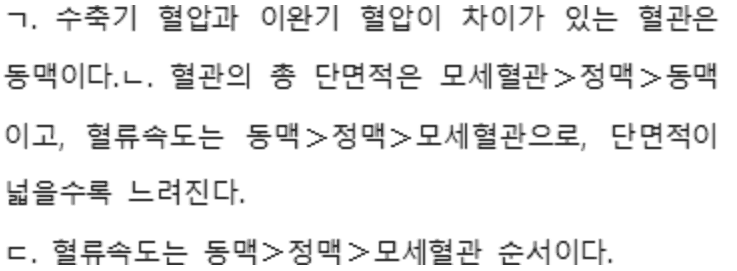 ㄱ. 수축기 혈압과 이완기 혈압이 차이가 있는 혈관은
동맥이다.ㄴ. 혈관의 총 단면적은 모세혈관>정맥>동맥
이고, 혈류속도는 동맥>정맥>모세혈관으로, 단면적이
넓을수록 느려진다.
ㄷ. 혈류속도는 동맥>정맥>모세혈관 순서이다.